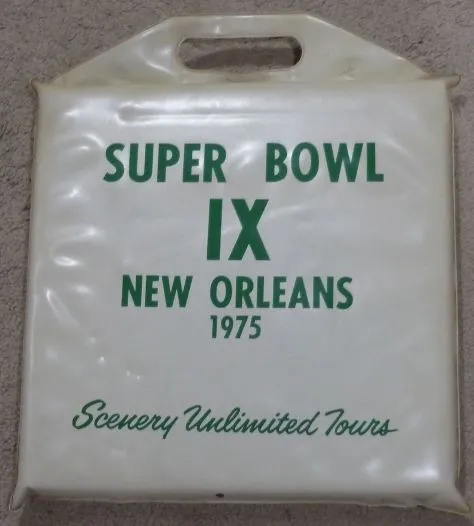 SUPER BOWL
IX
NEW ORLEANS
1975
Scenery Unlimited Tours